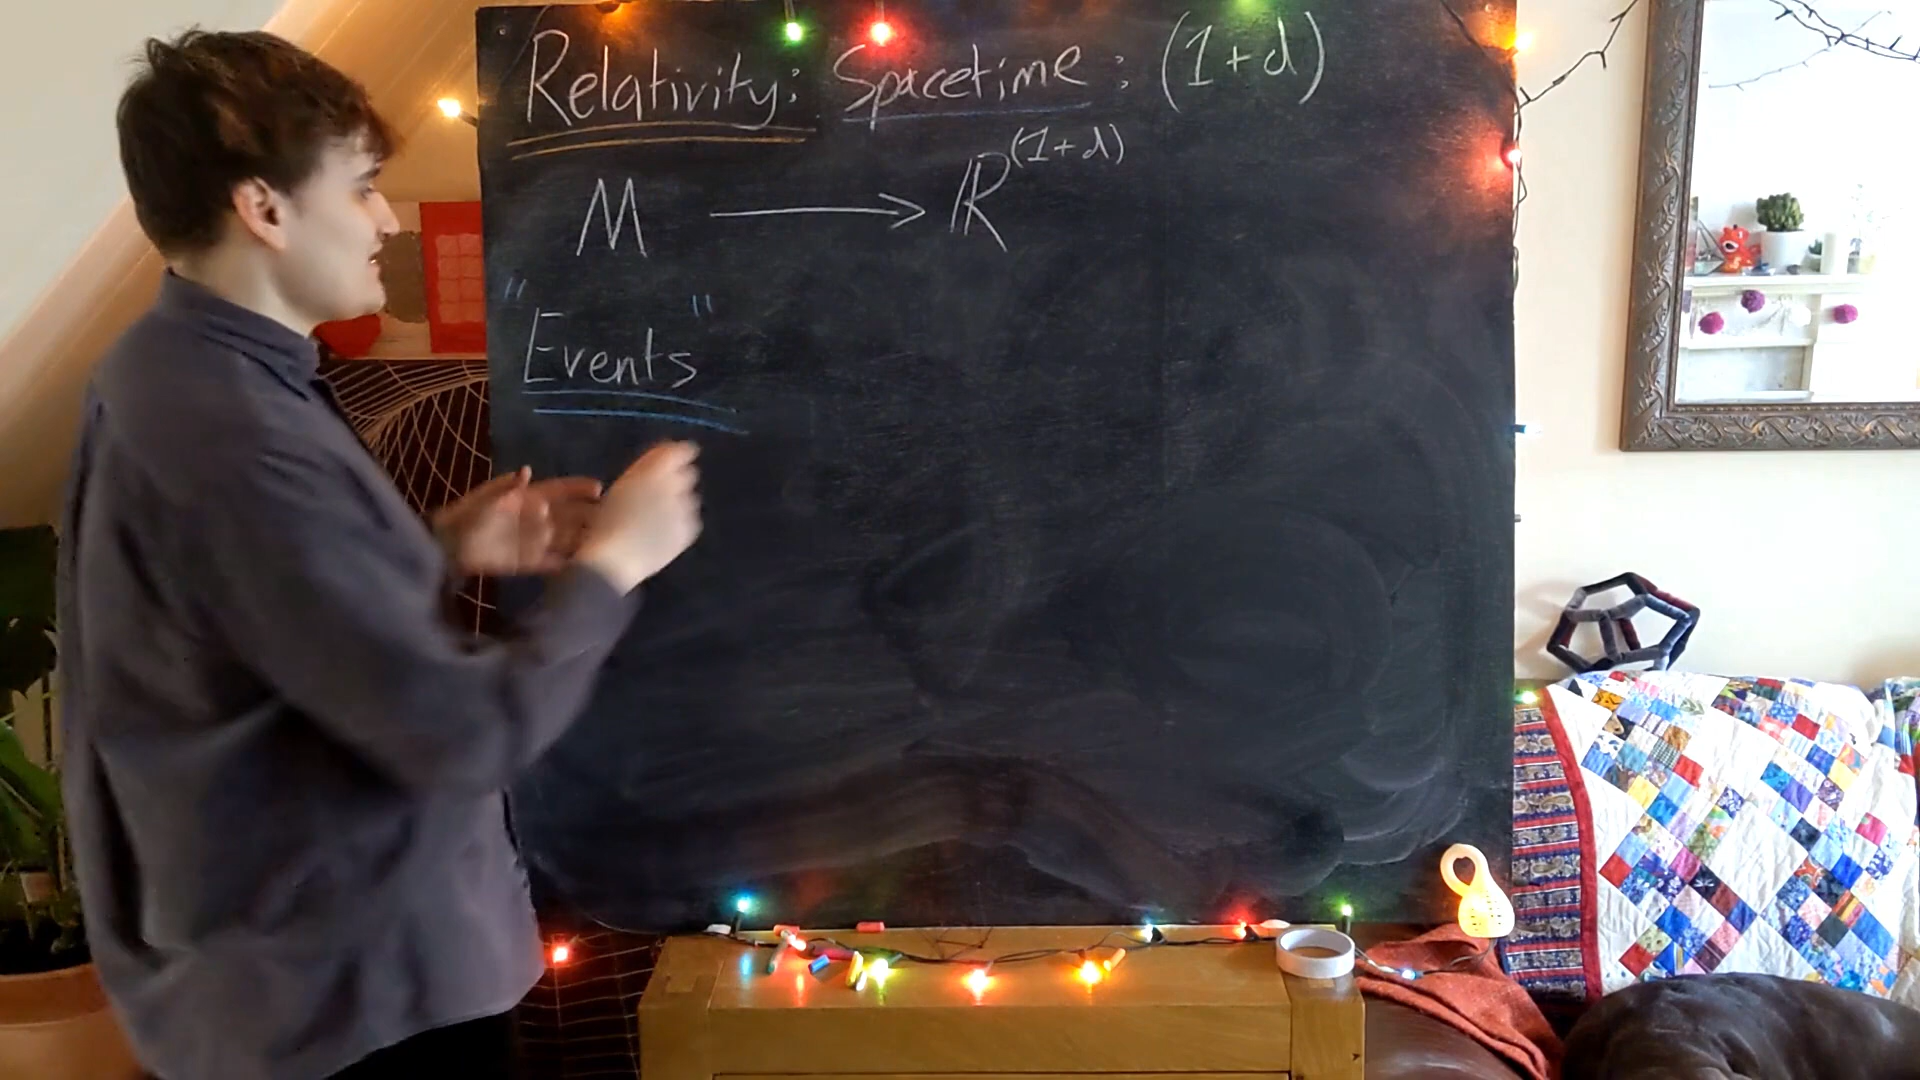 Relativity: Spacetime: (1+d)
M ⟶ ℝ^(1+d)
"Events"